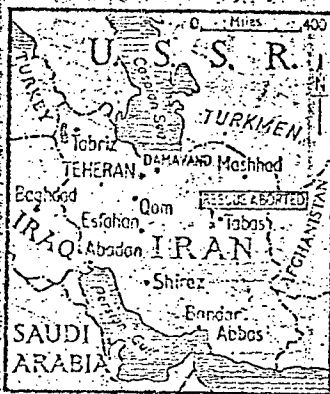 0 Miles 400
U. S. S. R.
TURKEY
Caspian Sea
TURKMEN.
Tabriz
DAMAVAND
Mashhad
TEHERAN
Baghdad
Qom
RESCUE ABORTED
Esfahan
Tabas
IRAQ
Abadan
IRAN
AFGHANISTAN
Shiraz
Persian Gulf
Bandar
Abbas
SAUDI
ARABIA